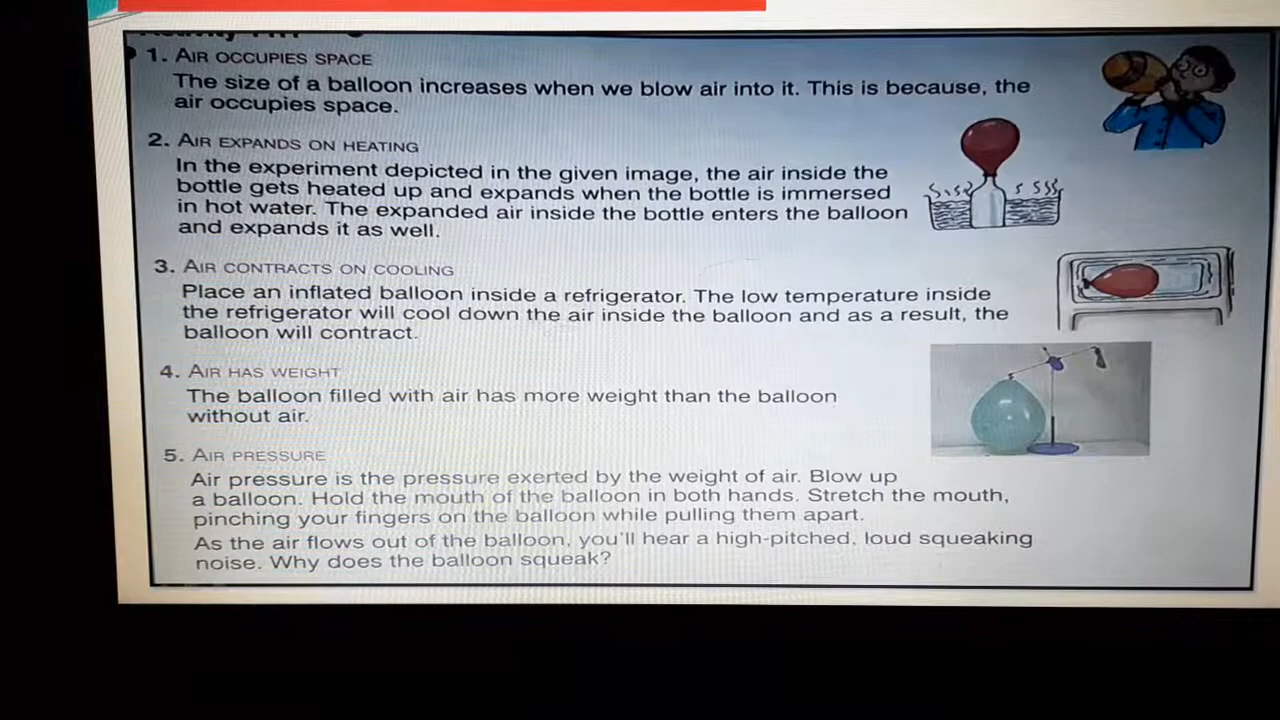 1. AIR OCCUPIES SPACE
The size of a balloon increases when we blow air into it. This is because, the
air occupies space.
2. AIR EXPANDS ON HEATING
In the experiment depicted in the given image, the air inside the
bottle gets heated up and expands when the bottle is immersed
in hot water. The expanded air inside the bottle enters the balloon
and expands it as well.
3. AIR CONTRACTS ON COOLING
Place an inflated balloon inside a refrigerator. The low temperature inside
the refrigerator will cool down the air inside the balloon and as a result, the
balloon will contract.
4. AIR HAS WEIGHT
The balloon filled with air has more weight than the balloon
without air.
5. AIR PRESSURE
Air pressure is the pressure exerted by the weight of air. Blow up
a balloon. Hold the mouth of the balloon in both hands. Stretch the mouth,
pinching your fingers on the balloon while pulling them apart.
As the air flows out of the balloon, you'll hear a high-pitched, loud squeaking
noise. Why does the balloon squeak?